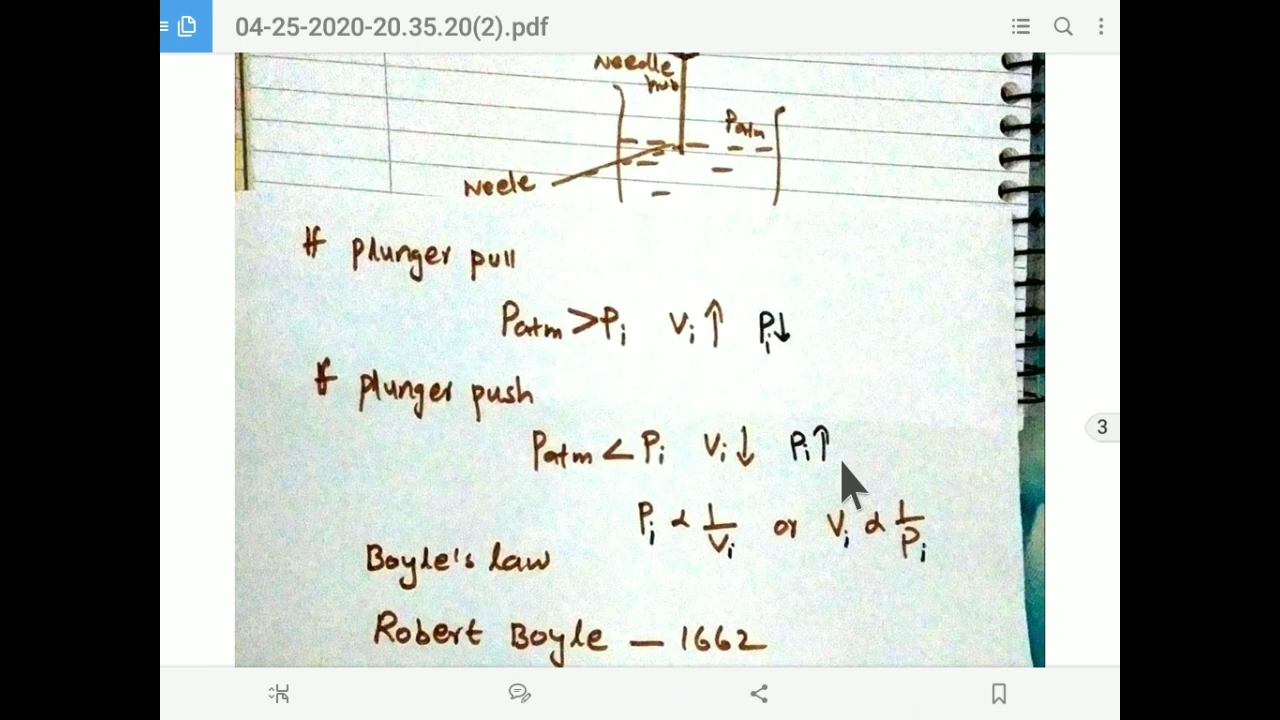 04-25-2020-20.35.20(2).pdf
Needle
hub
Patm
Neele
If plunger pull
Patm > Pi Vi ↑ Pi ↓
If plunger push
Patm < Pi Vi ↓ Pi ↑
3
Pi ∝ 1/Vi or Vi ∝ 1/Pi
Boyle's law
Robert Boyle — 1662